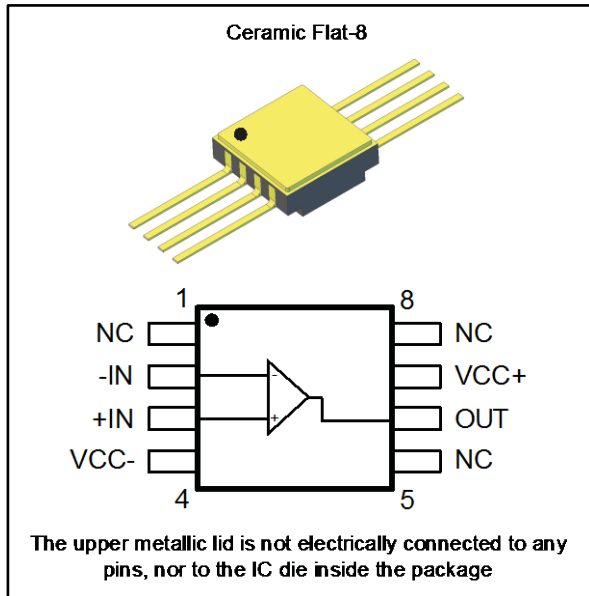 Ceramic Flat-8
1
8
NC
NC
-IN
-
VCC+
+IN
+
OUT
VCC-
NC
4
5
The upper metallic lid is not electrically connected to any
pins, nor to the IC die inside the package